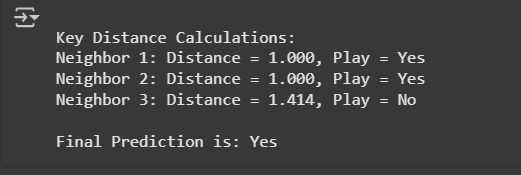 Key Distance Calculations:
Neighbor 1: Distance = 1.000, Play = Yes
Neighbor 2: Distance = 1.000, Play = Yes
Neighbor 3: Distance = 1.414, Play = No
Final Prediction is: Yes